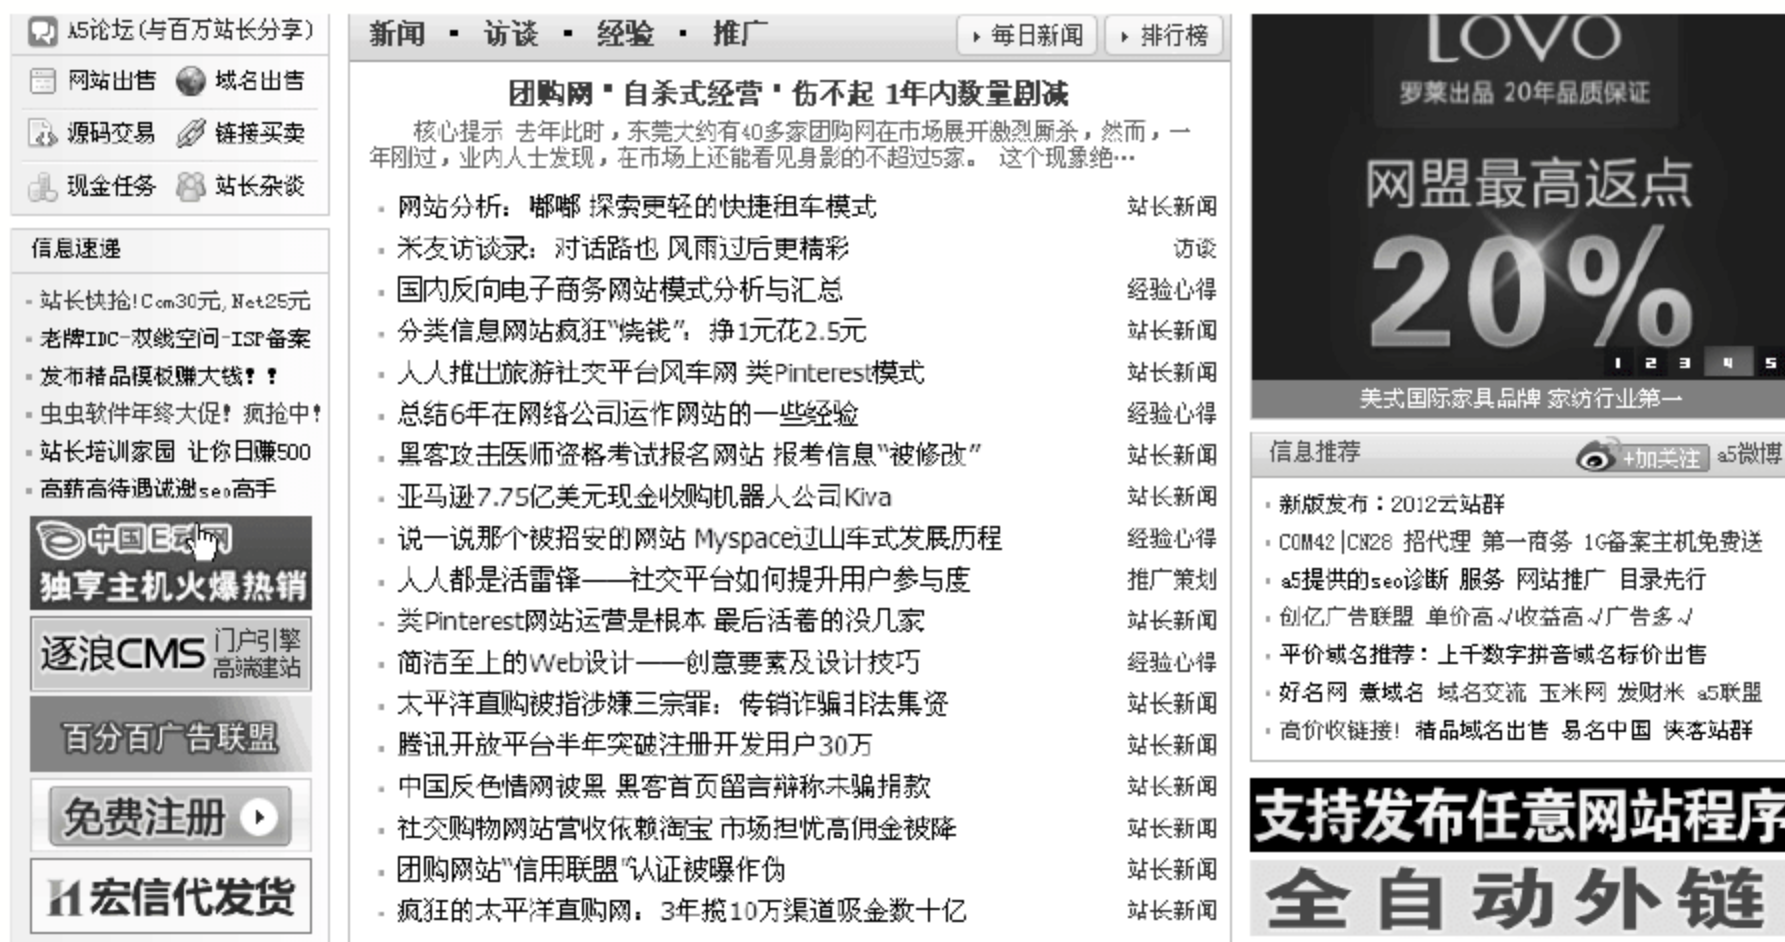 A5论坛(与百万站长分享)
网站出售 域名出售
源码交易 链接买卖
现金任务 站长杂谈
信息速递
站长快抢!Com30元,Net25元
老牌IDC-双线空间-ISP备案
发布精品模板赚大钱!!
虫虫软件年终大促!疯抢中!
站长培训家园 让你日赚500
高薪高待遇诚邀seo高手
中国E动网
独享主机火爆热销
逐浪CMS 门户引擎
高端建站
百分百广告联盟
免费注册
宏信代发货
新闻 · 访谈 · 经验 · 推广
每日新闻 排行榜
团购网"自杀式经营"伤不起 1年内数量剧减
核心提示 去年此时,东莞大约有40多家团购网在市场展开激烈厮杀,然而,一
年刚过,业内人士发现,在市场上还能看见身影的不超过5家。 这个现象绝…
网站分析:嘟嘟 探索更轻的快捷租车模式 站长新闻
米友访谈录:对话路也 风雨过后更精彩 访谈
国内反向电子商务网站模式分析与汇总 经验心得
分类信息网站疯狂"烧钱":挣1元花2.5元 站长新闻
人人推出旅游社交平台风车网 类Pinterest模式 站长新闻
总结6年在网络公司运作网站的一些经验 经验心得
黑客攻击医师资格考试报名网站 报考信息"被修改" 站长新闻
亚马逊7.75亿美元现金收购机器人公司Kiva 站长新闻
说一说那个被招安的网站 Myspace过山车式发展历程 经验心得
人人都是活雷锋——社交平台如何提升用户参与度 推广策划
类Pinterest网站运营是根本 最后活着的没几家 站长新闻
简洁至上的Web设计——创意要素及设计技巧 经验心得
太平洋直购被指涉嫌三宗罪:传销诈骗非法集资 站长新闻
腾讯开放平台半年突破注册开发用户30万 站长新闻
中国反色情网被黑 黑客首页留言辩称未骗捐款 站长新闻
社交购物网站营收依赖淘宝 市场担忧高佣金被降 站长新闻
团购网站"信用联盟"认证被曝作伪 站长新闻
疯狂的太平洋直购网:3年揽10万渠道吸金数十亿 站长新闻
LOVO
罗莱出品 20年品质保证
网盟最高返点
20%
1 2 3 4 5
美式国际家具品牌 家纺行业第一
信息推荐 +加关注 a5微博
新版发布:2012云站群
COM42|CN28 招代理 第一商务 1G备案主机免费送
a5提供的seo诊断 服务 网站推广 目录先行
创亿广告联盟 单价高√收益高√广告多√
平价域名推荐:上千数字拼音域名标价出售
好名网 煮域名 域名交流 玉米网 发财米 a5联盟
高价收链接! 精品域名出售 易名中国 侠客站群
支持发布任意网站程序
全自动外链